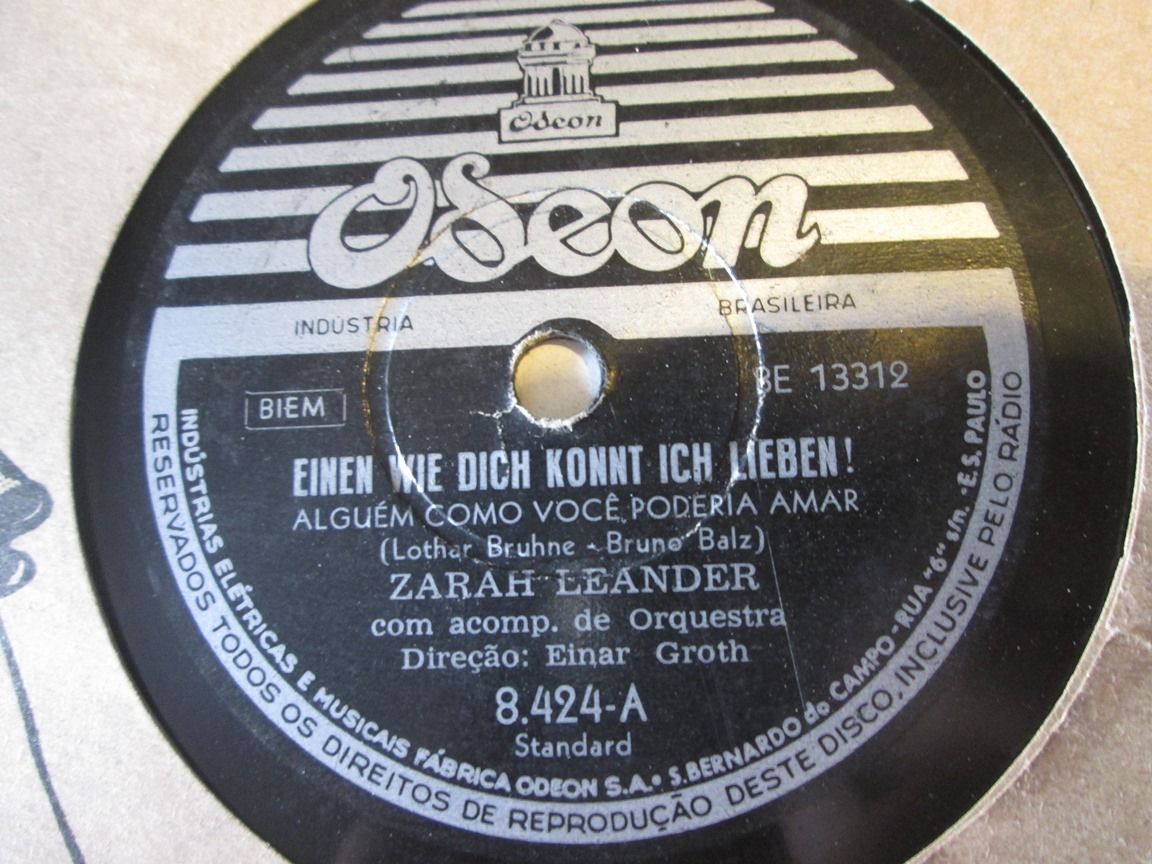 Odeon
Odeon
INDÚSTRIA BRASILEIRA
BIEM
BE 13312
EINEN WIE DICH KONNT ICH LIEBEN!
ALGUÉM COMO VOCÊ PODERIA AMAR
(Lothar Bruhne - Bruno Balz)
ZARAH LEANDER
com acomp. de Orquestra
Direção: Einar Groth
8.424-A
Standard
INDÚSTRIAS ELÉTRICAS E MUSICAIS FÁBRICA ODEON S.A. • S. BERNARDO do CAMPO - RUA "6" s/n. - E. S. PAULO
RESERVADOS TODOS OS DIREITOS DE REPRODUÇÃO DESTE DISCO, INCLUSIVE PELO RÁDIO